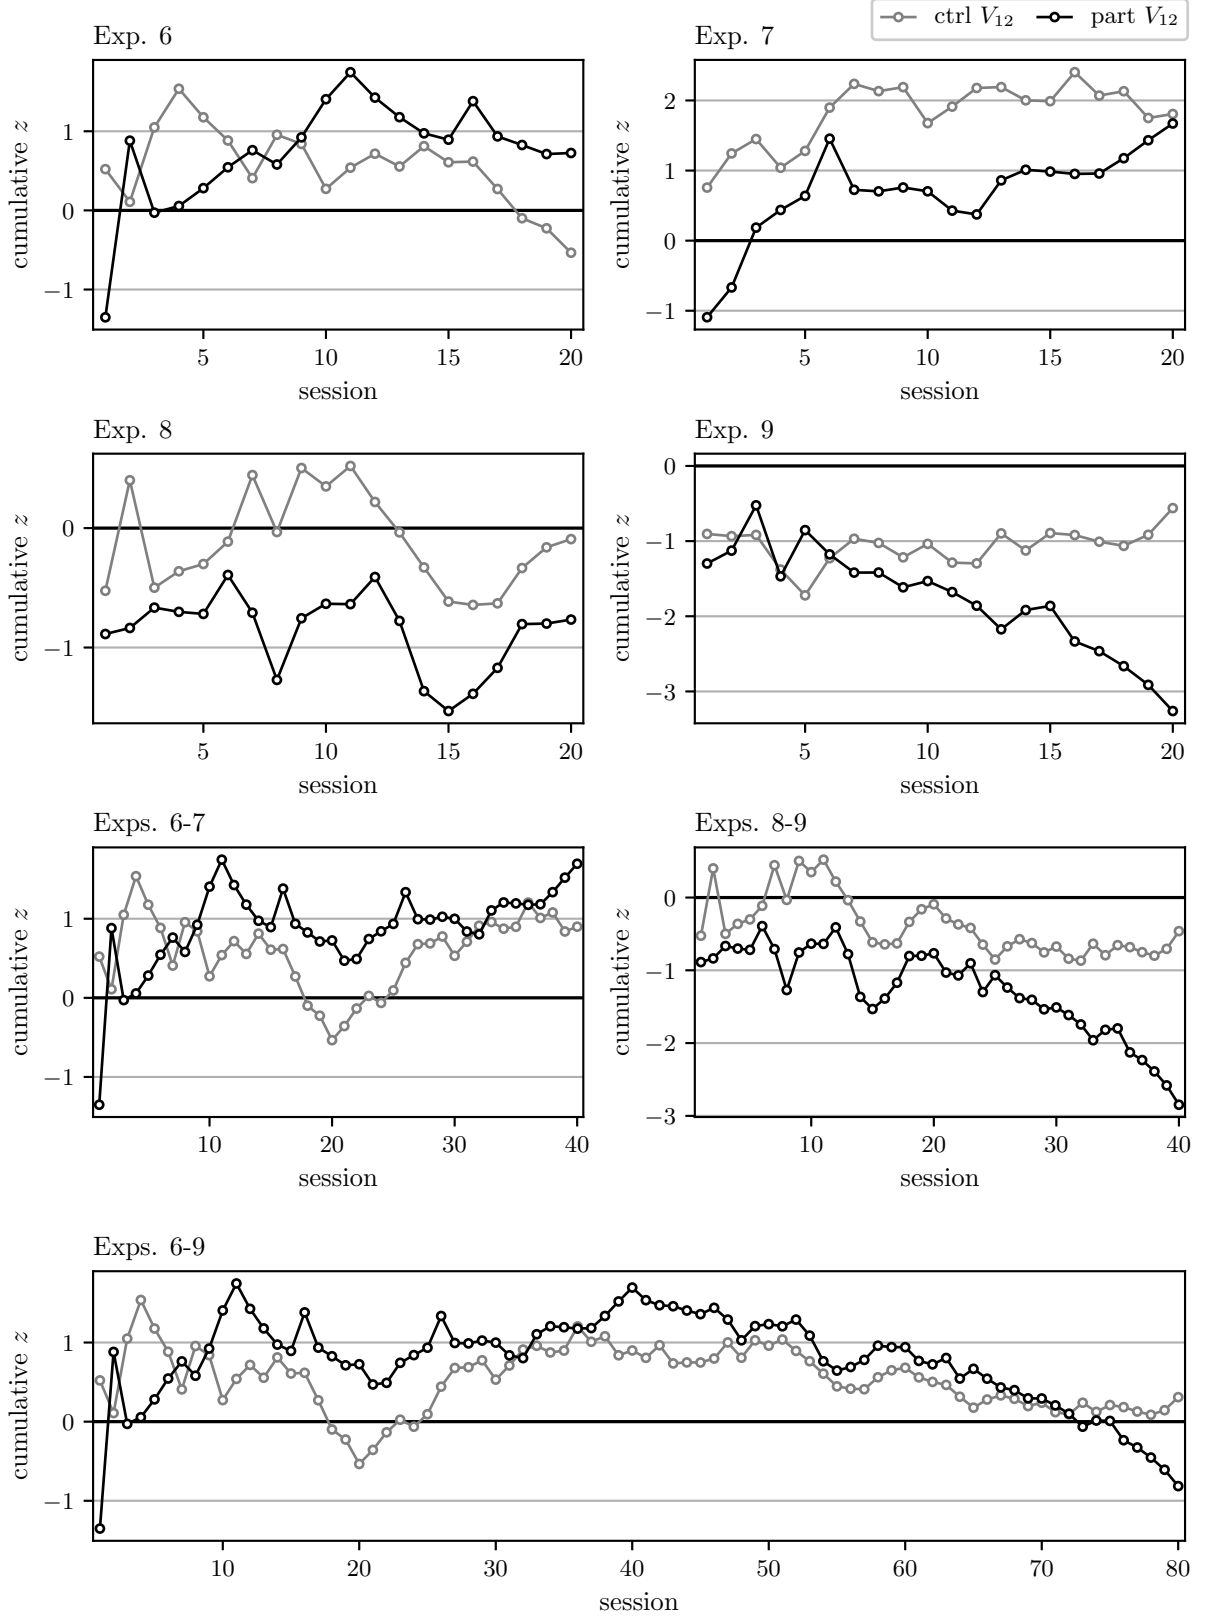 ctrl V12 part V12
Exp. 6
cumulative z
1
0
−1
5 10 15 20
session
Exp. 7
cumulative z
2
1
0
−1
5 10 15 20
session
Exp. 8
cumulative z
0
−1
5 10 15 20
session
Exp. 9
cumulative z
0
−1
−2
−3
5 10 15 20
session
Exps. 6-7
cumulative z
1
0
−1
10 20 30 40
session
Exps. 8-9
cumulative z
0
−1
−2
−3
10 20 30 40
session
Exps. 6-9
cumulative z
1
0
−1
10 20 30 40 50 60 70 80
session